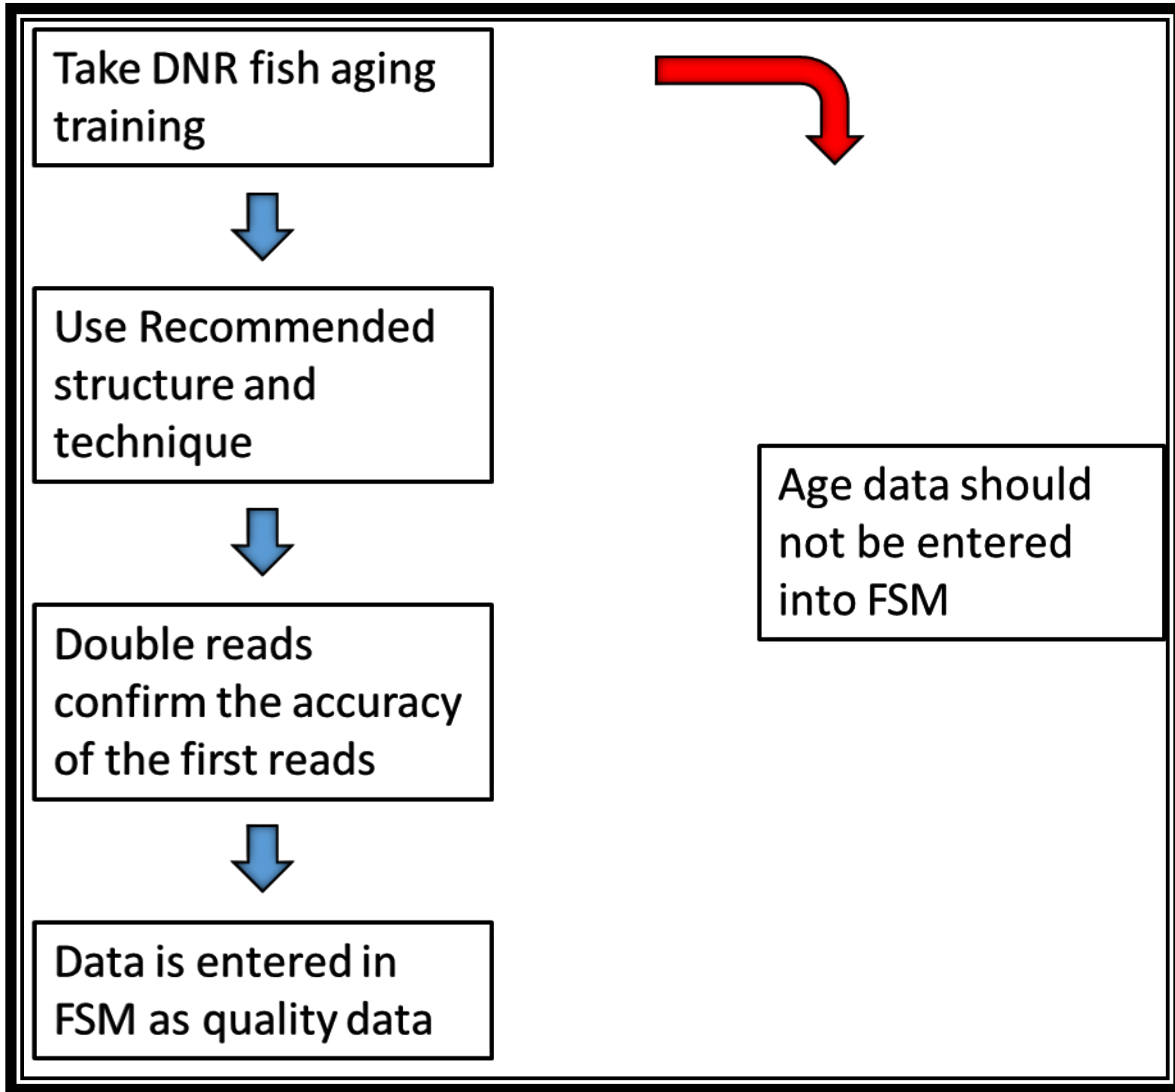 Take DNR fish aging
training
Use Recommended
structure and
technique
Double reads
confirm the accuracy
of the first reads
Data is entered in
FSM as quality data
Age data should
not be entered
into FSM